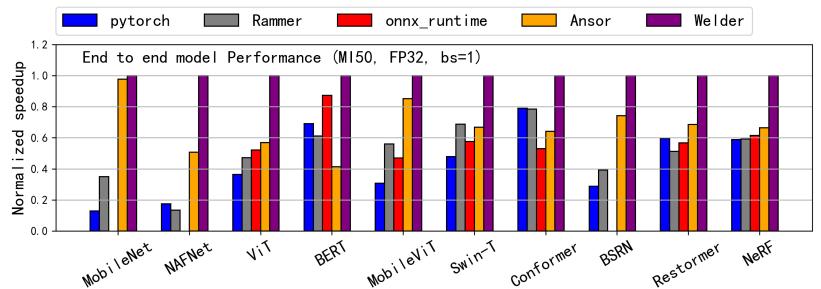 pytorch Rammer onnx_runtime Ansor Welder
End to end model Performance (MI50, FP32, bs=1)
Normalized speedup
1.2
1.0
0.8
0.6
0.4
0.2
0.0
MobileNet NAFNet ViT BERT MobileViT Swin-T Conformer BSRN Restormer NeRF